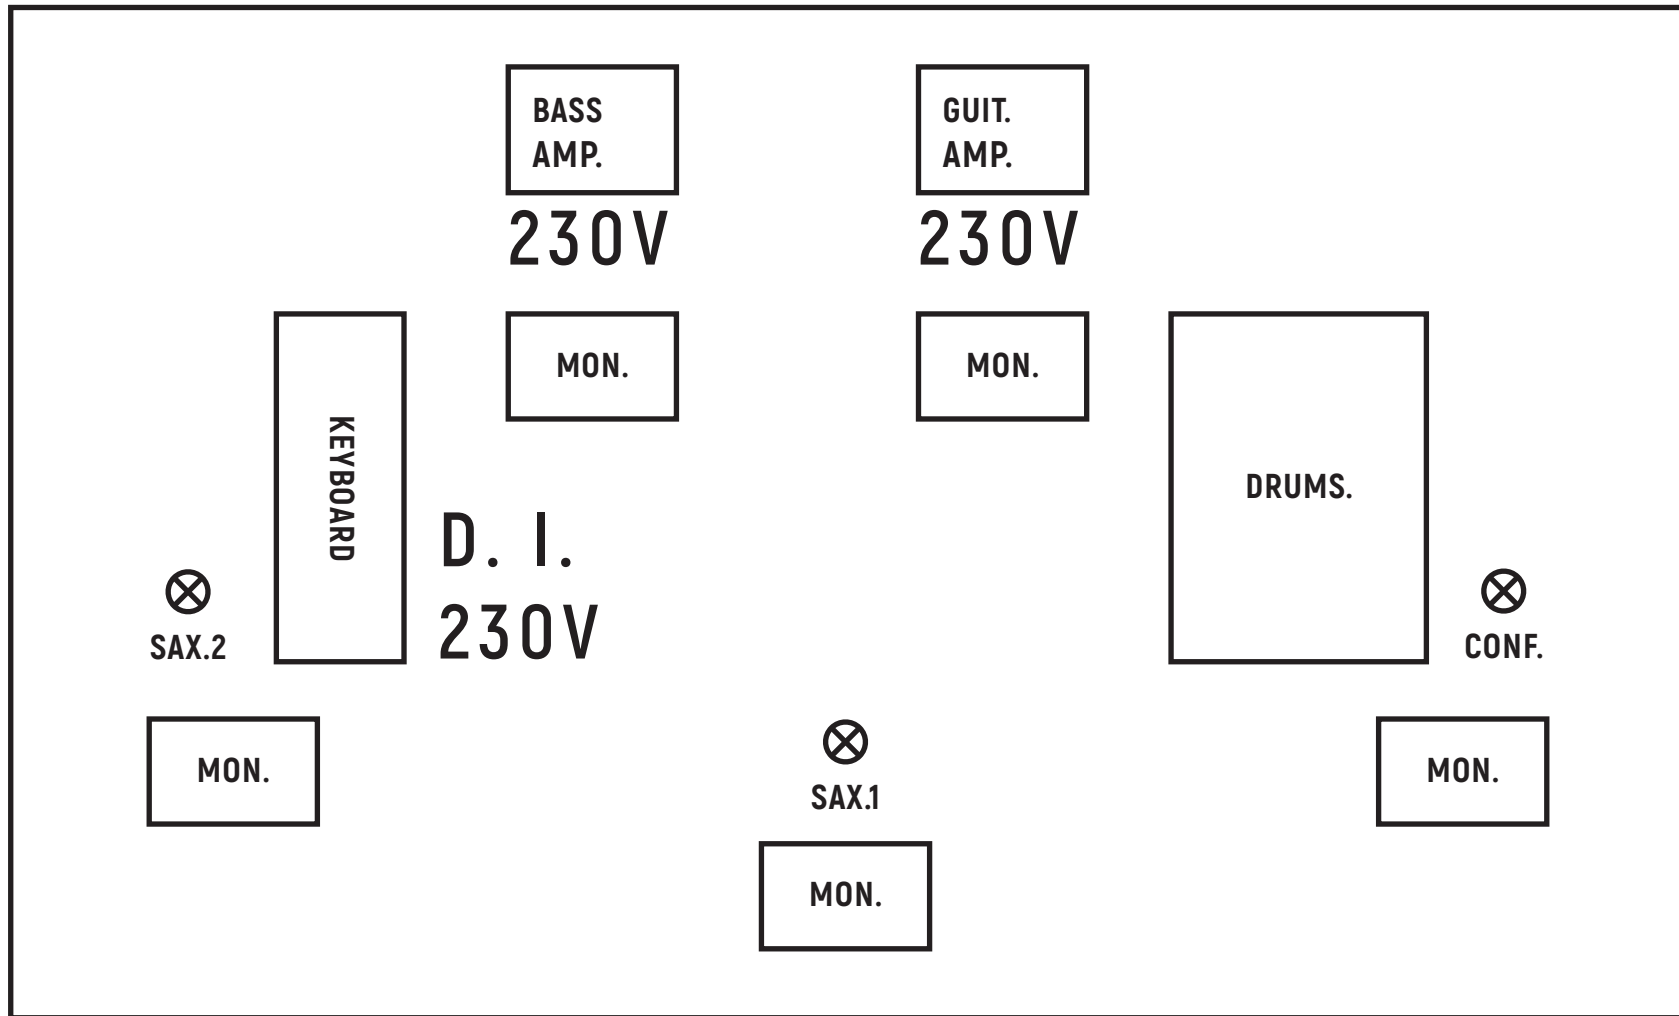 BASS
AMP.
230V
GUIT.
AMP.
230V
MON.
MON.
KEYBOARD
D. I.
230V
DRUMS.
SAX.2
CONF.
MON.
SAX.1
MON.
MON.